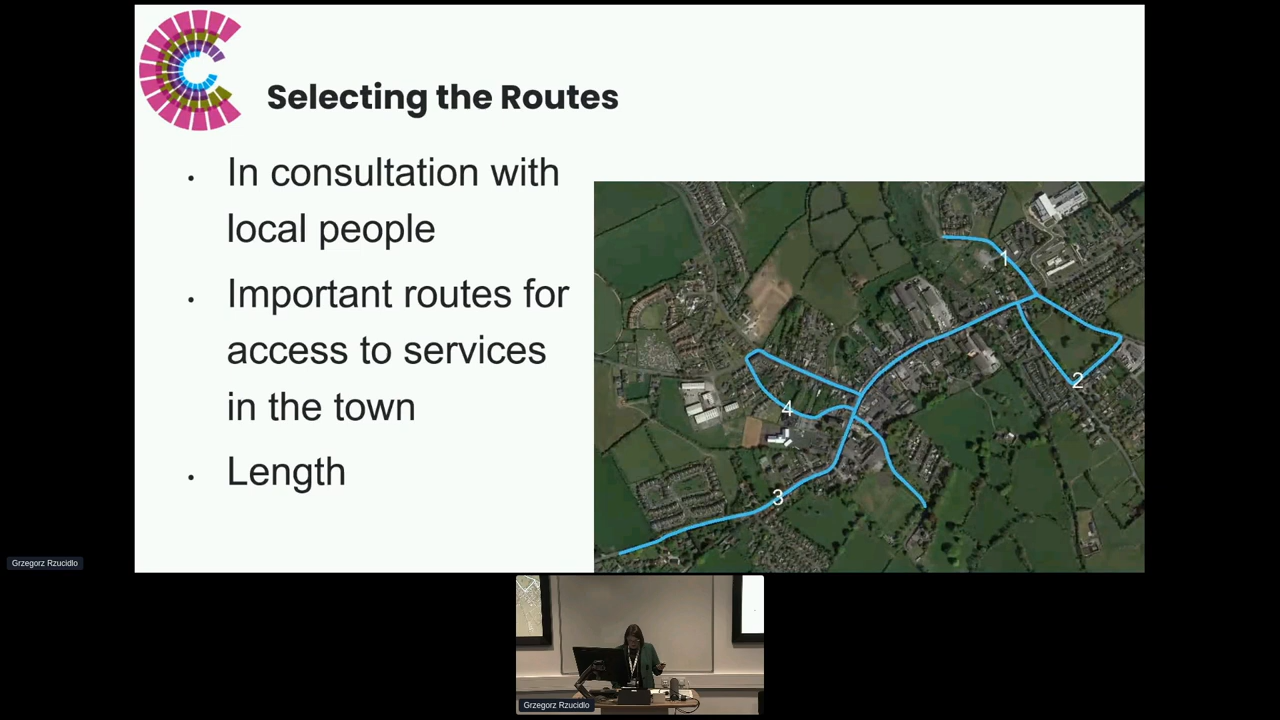 Selecting the Routes
• In consultation with
local people
• Important routes for
access to services
in the town
• Length
1
2
4
3
Grzegorz Rzucidlo
Grzegorz Rzucidlo